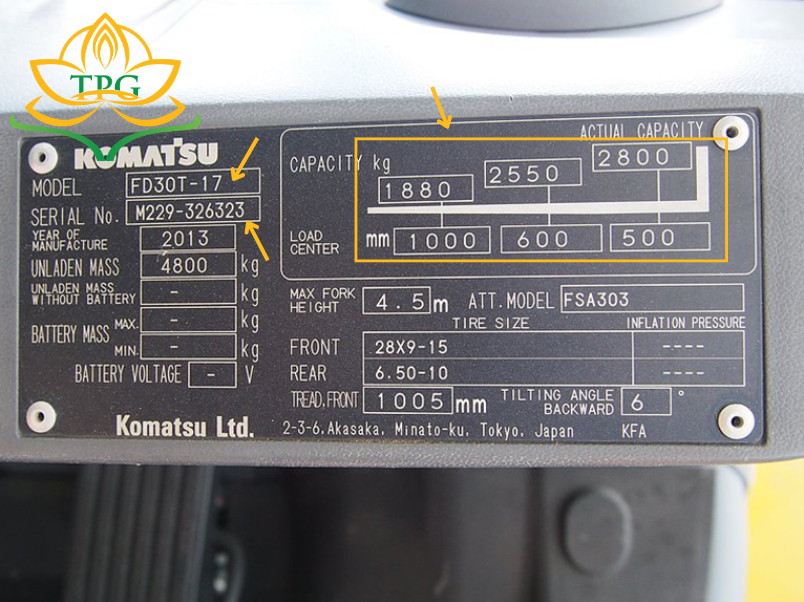 TPG
KOMATSU
MODEL FD30T-17
SERIAL No. M229-326323
YEAR OF MANUFACTURE 2013
UNLADEN MASS 4800 kg
UNLADEN MASS WITHOUT BATTERY - kg
BATTERY MASS MAX. - kg
MIN. - kg
BATTERY VOLTAGE - V
Komatsu Ltd.
ACTUAL CAPACITY
CAPACITY kg 1880 2550 2800
LOAD CENTER mm 1000 600 500
MAX FORK HEIGHT 4.5 m ATT. MODEL FSA303
TIRE SIZE INFLATION PRESSURE
FRONT 28X9-15 ----
REAR 6.50-10 ----
TREAD, FRONT 1005 mm TILTING ANGLE BACKWARD 6 °
2-3-6, Akasaka, Minato-ku, Tokyo, Japan KFA